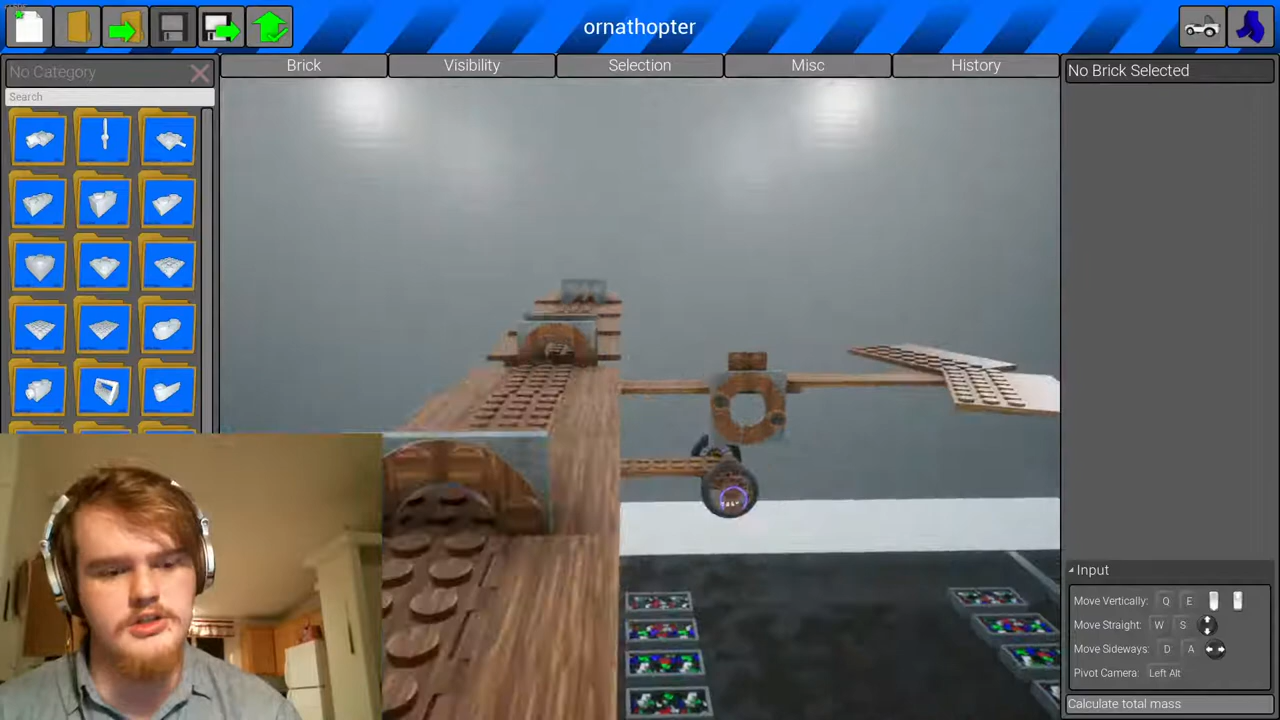 ornathopter
No Category
Search
Brick
Visibility
Selection
Misc
History
No Brick Selected
Input
Move Vertically: Q E
Move Straight: W S
Move Sideways: D A
Pivot Camera: Left Alt
Calculate total mass